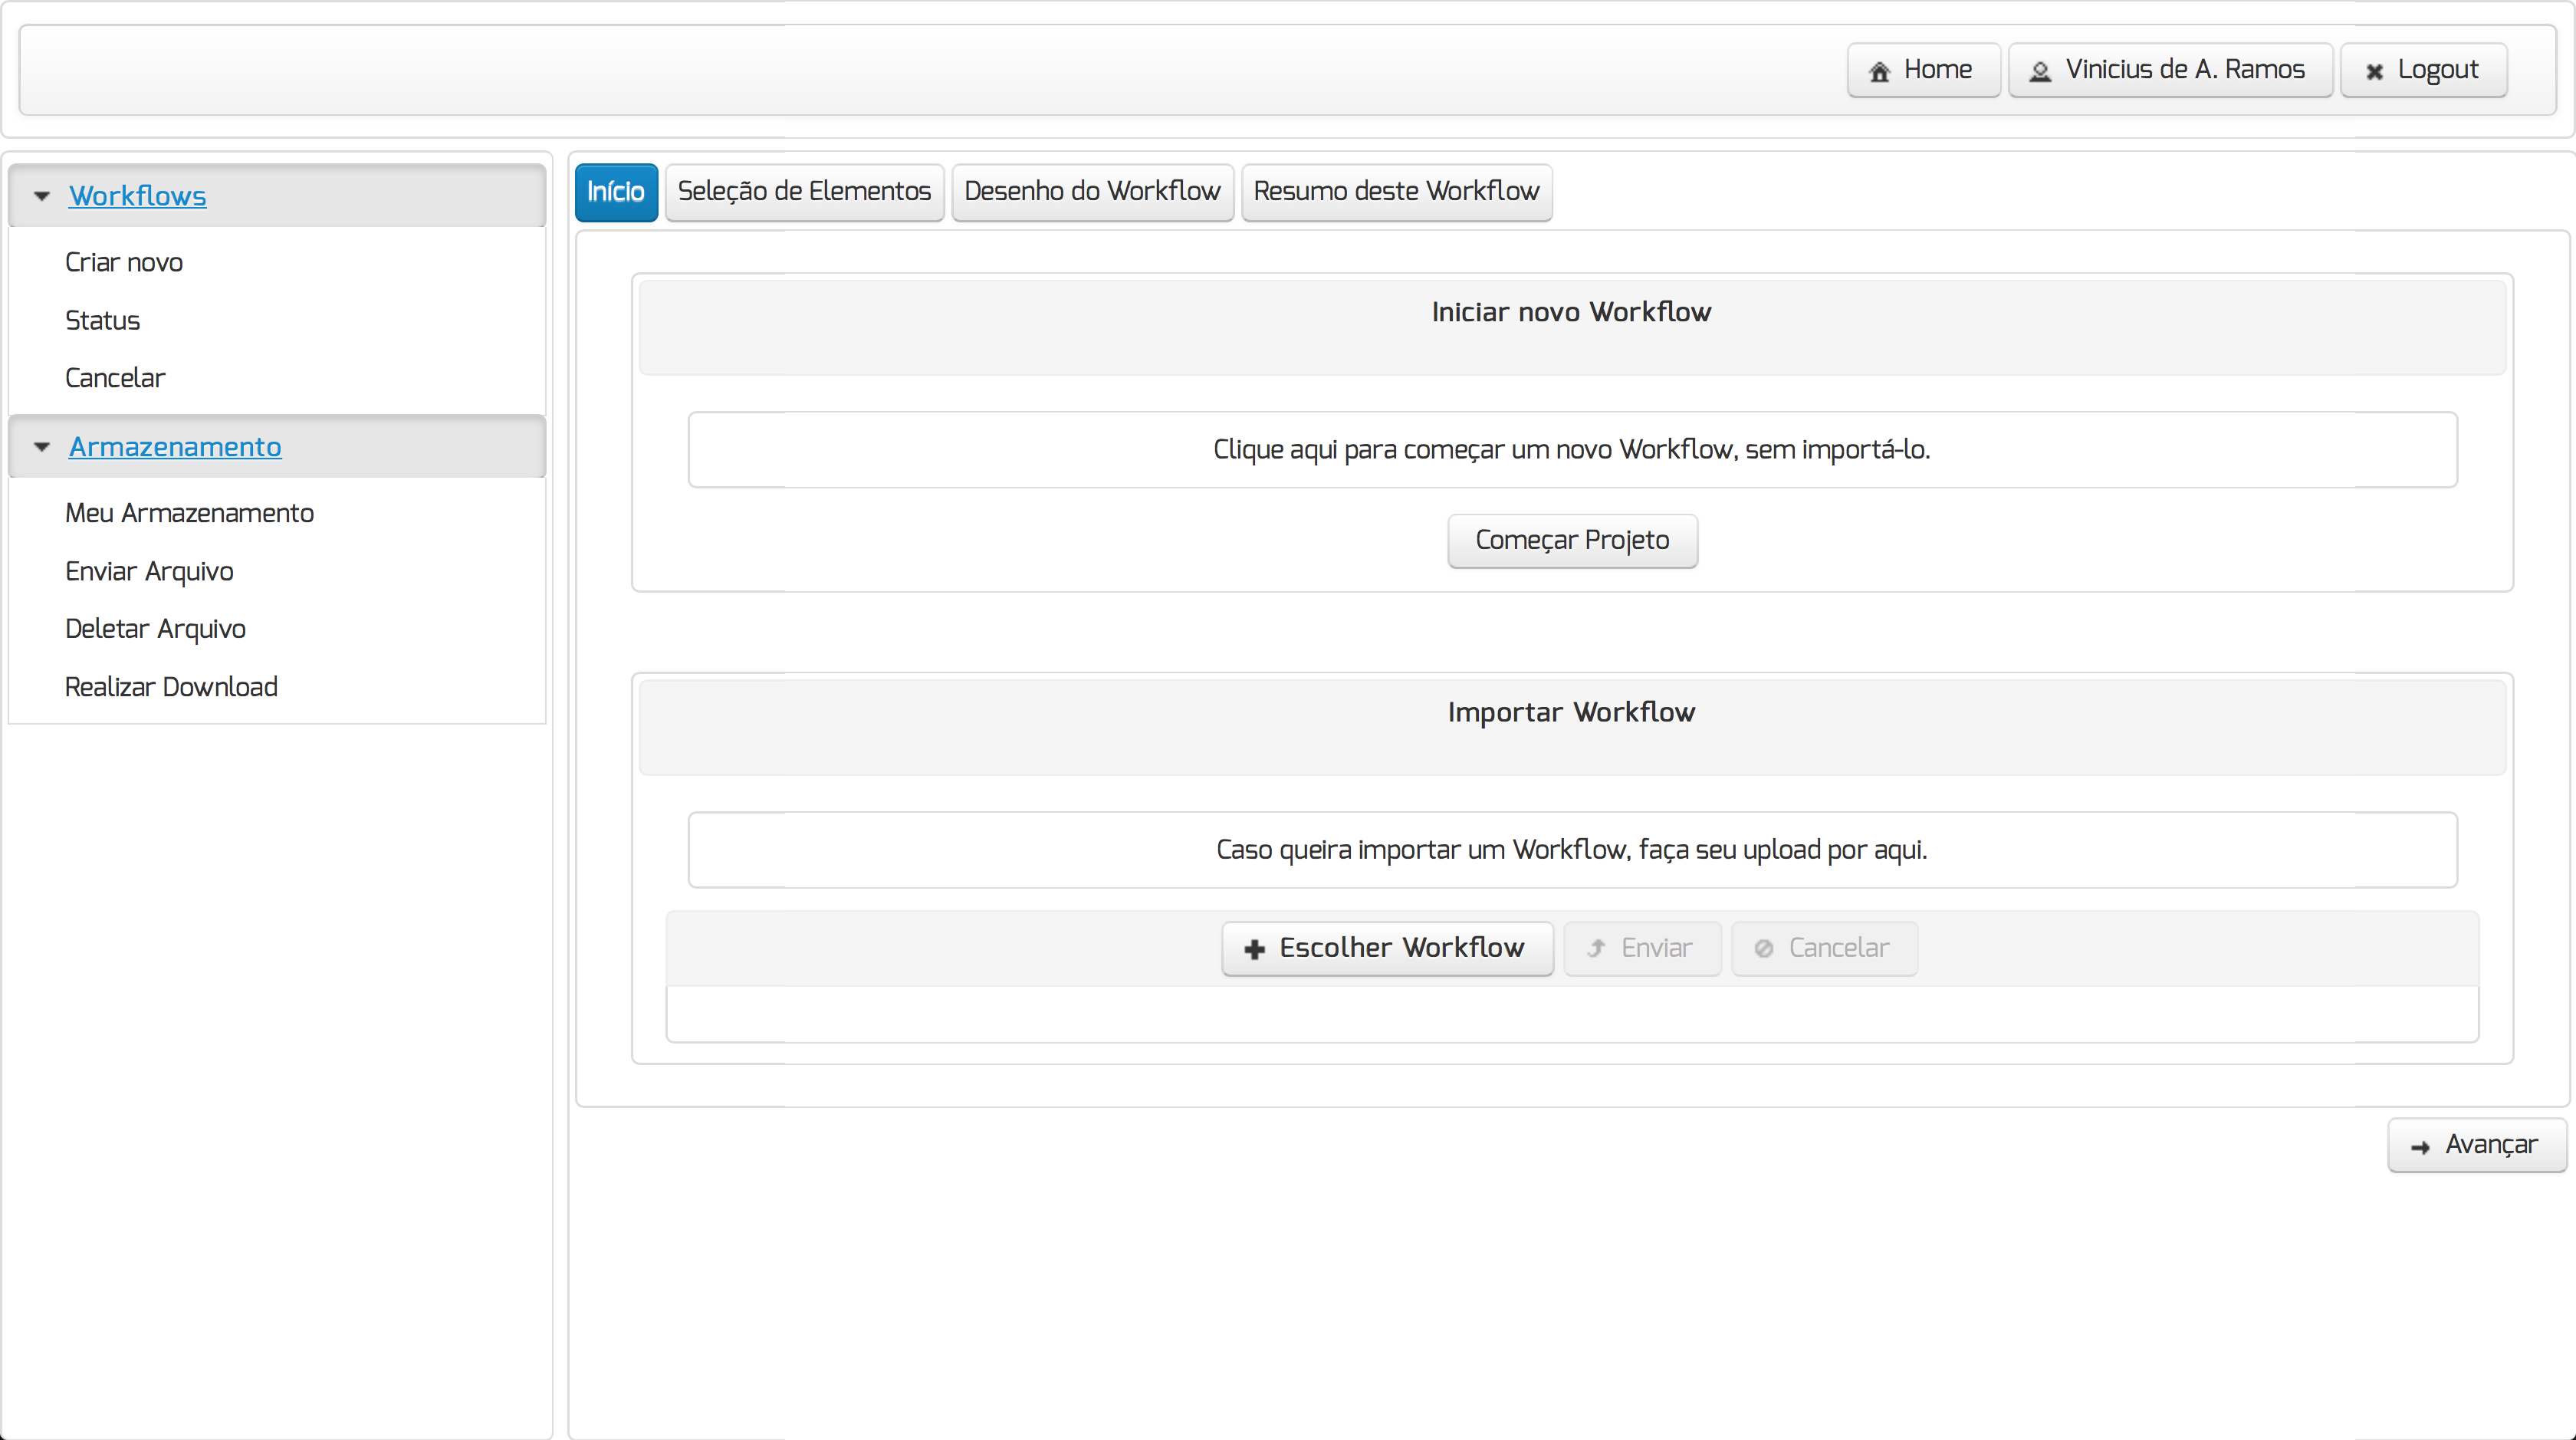 Home
Vinicius de A. Ramos
Logout
Workflows
Criar novo
Status
Cancelar
Armazenamento
Meu Armazenamento
Enviar Arquivo
Deletar Arquivo
Realizar Download
Início
Seleção de Elementos
Desenho do Workflow
Resumo deste Workflow
Iniciar novo Workflow
Clique aqui para começar um novo Workflow, sem importá-lo.
Começar Projeto
Importar Workflow
Caso queira importar um Workflow, faça seu upload por aqui.
Escolher Workflow
Enviar
Cancelar
Avançar